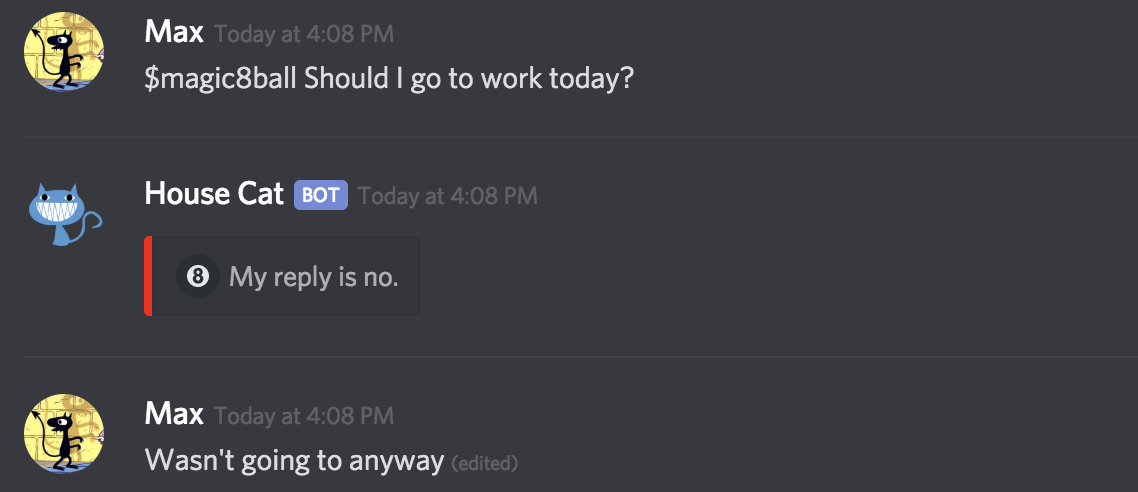 Max Today at 4:08 PM
$magic8ball Should I go to work today?
House Cat BOT Today at 4:08 PM
8 My reply is no.
Max Today at 4:08 PM
Wasn't going to anyway (edited)